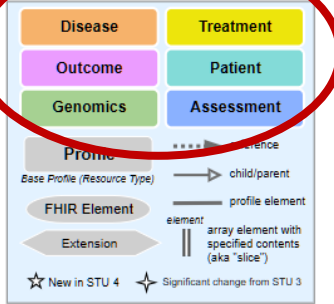 Disease Treatment
Outcome Patient
Genomics Assessment
Profile
Base Profile (Resource Type)
child/parent
FHIR Element
profile element
element
array element with
specified contents
(aka "slice")
Extension
New in STU 4 Significant change from STU 3